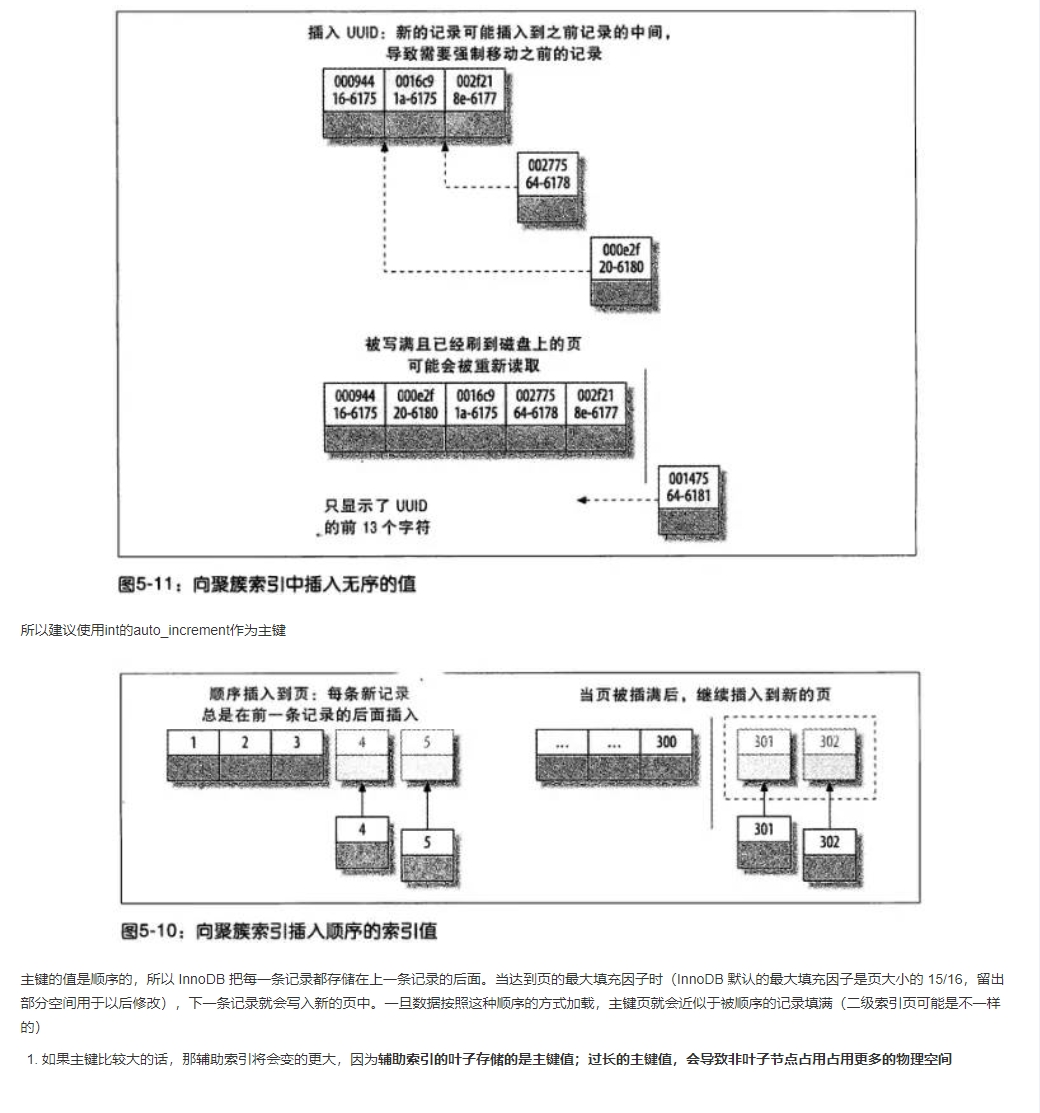 插入 UUID：新的记录可能插入到之前记录的中间，
导致需要强制移动之前的记录
000944 0016c9 002f21
16-6175 1a-6175 8e-6177
002775
64-6178
000e2f
20-6180
被写满且已经刷到磁盘上的页
可能会被重新读取
000944 000e2f 0016c9 002775 002f21
16-6175 20-6180 1a-6175 64-6178 8e-6177
001475
64-6181
只显示了 UUID
的前 13 个字符
图5-11：向聚簇索引中插入无序的值
所以建议使用int的auto_increment作为主键
顺序插入到页：每条新记录
总是在前一条记录的后面插入
1 2 3 4 5
4
5
当页被插满后，继续插入到新的页
... ... 300 301 302
301
302
图5-10：向聚簇索引插入顺序的索引值
主键的值是顺序的，所以 InnoDB 把每一条记录都存储在上一条记录的后面。当达到页的最大填充因子时（InnoDB 默认的最大填充因子是页大小的 15/16，留出
部分空间用于以后修改），下一条记录就会写入新的页中。一旦数据按照这种顺序的方式加载，主键页就会近似于被顺序的记录填满（二级索引页可能是不一样
的）
1. 如果主键比较大的话，那辅助索引将会变的更大，因为辅助索引的叶子存储的是主键值；过长的主键值，会导致非叶子节点占用占用更多的物理空间